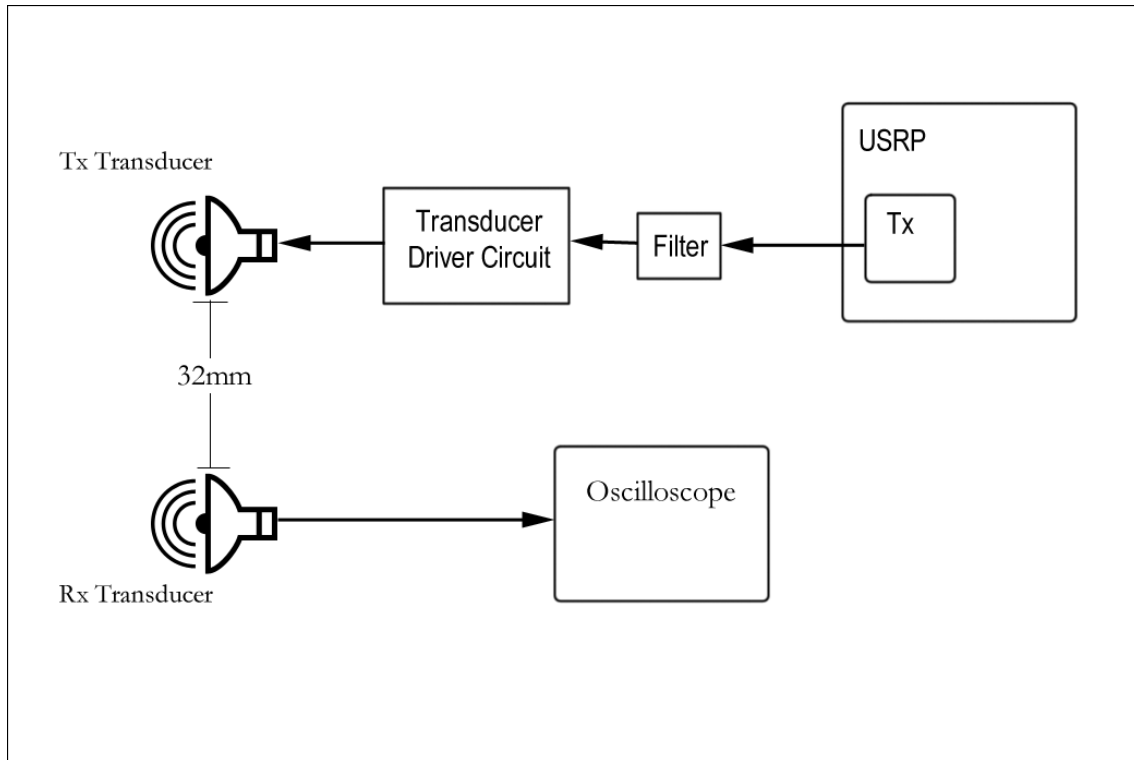 USRP
Tx Transducer
Tx
Transducer
Driver Circuit
Filter
32mm
Oscilloscope
Rx Transducer